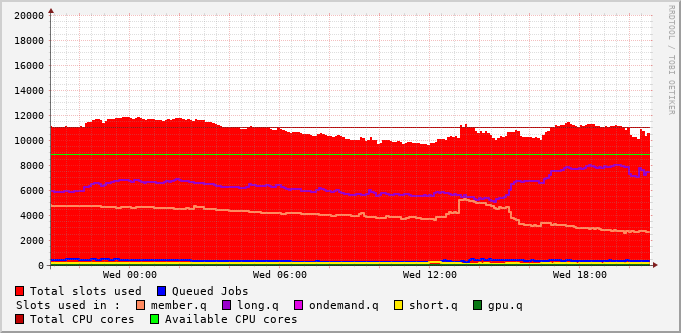 20000
18000
16000
14000
12000
10000
8000
6000
4000
2000
0
Wed 00:00 Wed 06:00 Wed 12:00 Wed 18:00
RRDTOOL / TOBI OETIKER
Total slots used Queued Jobs
Slots used in : member.q long.q ondemand.q short.q gpu.q
Total CPU cores Available CPU cores